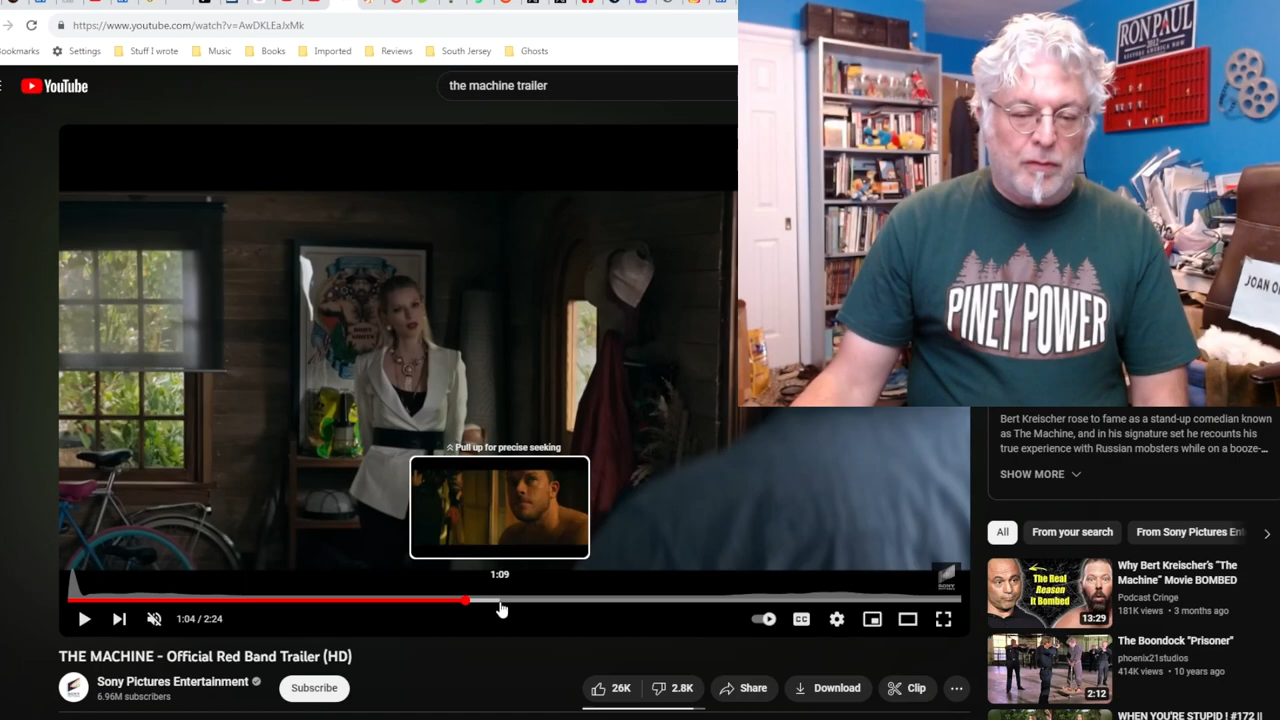 https://www.youtube.com/watch?v=AwDKLEaJxMk
ookmarks Settings Stuff I wrote Music Books Imported Reviews South Jersey Ghosts
YouTube
the machine trailer
RON PAUL
2012
PINEY POWER
JOAN O
Pull up for precise seeking
1:09
1:04 / 2:24
CC
THE MACHINE - Official Red Band Trailer (HD)
Sony Pictures Entertainment
6.96M subscribers
Subscribe
26K
2.8K
Share
Download
Clip
Bert Kreischer rose to fame as a stand-up comedian known
as The Machine, and in his signature set he recounts his
true experience with Russian mobsters while on a booze-...
SHOW MORE
All
From your search
From Sony Pictures En
The Real
Reason It
Bombed
13:29
Why Bert Kreischer's "The
Machine" Movie BOMBED
Podcast Cringe
181K views • 3 months ago
2:12
The Boondock "Prisoner"
phoenix21studios
414K views • 10 years ago
WHEN YOU'RE STUPID ! #172 ||